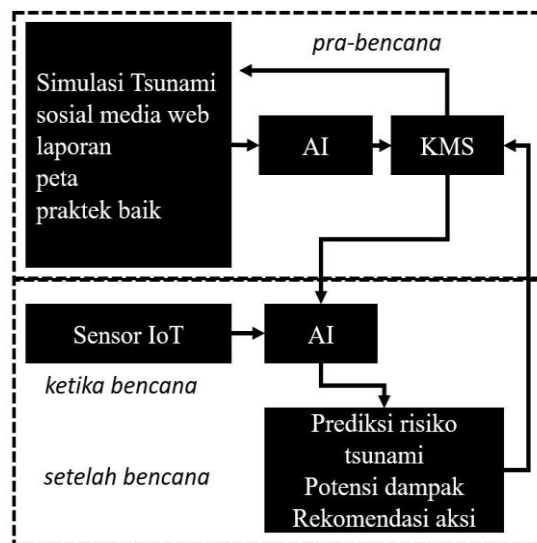 pra-bencana
Simulasi Tsunami
sosial media web
laporan
peta
praktek baik
AI
KMS
Sensor IoT
AI
ketika bencana
Prediksi risiko
tsunami
Potensi dampak
Rekomendasi aksi
setelah bencana